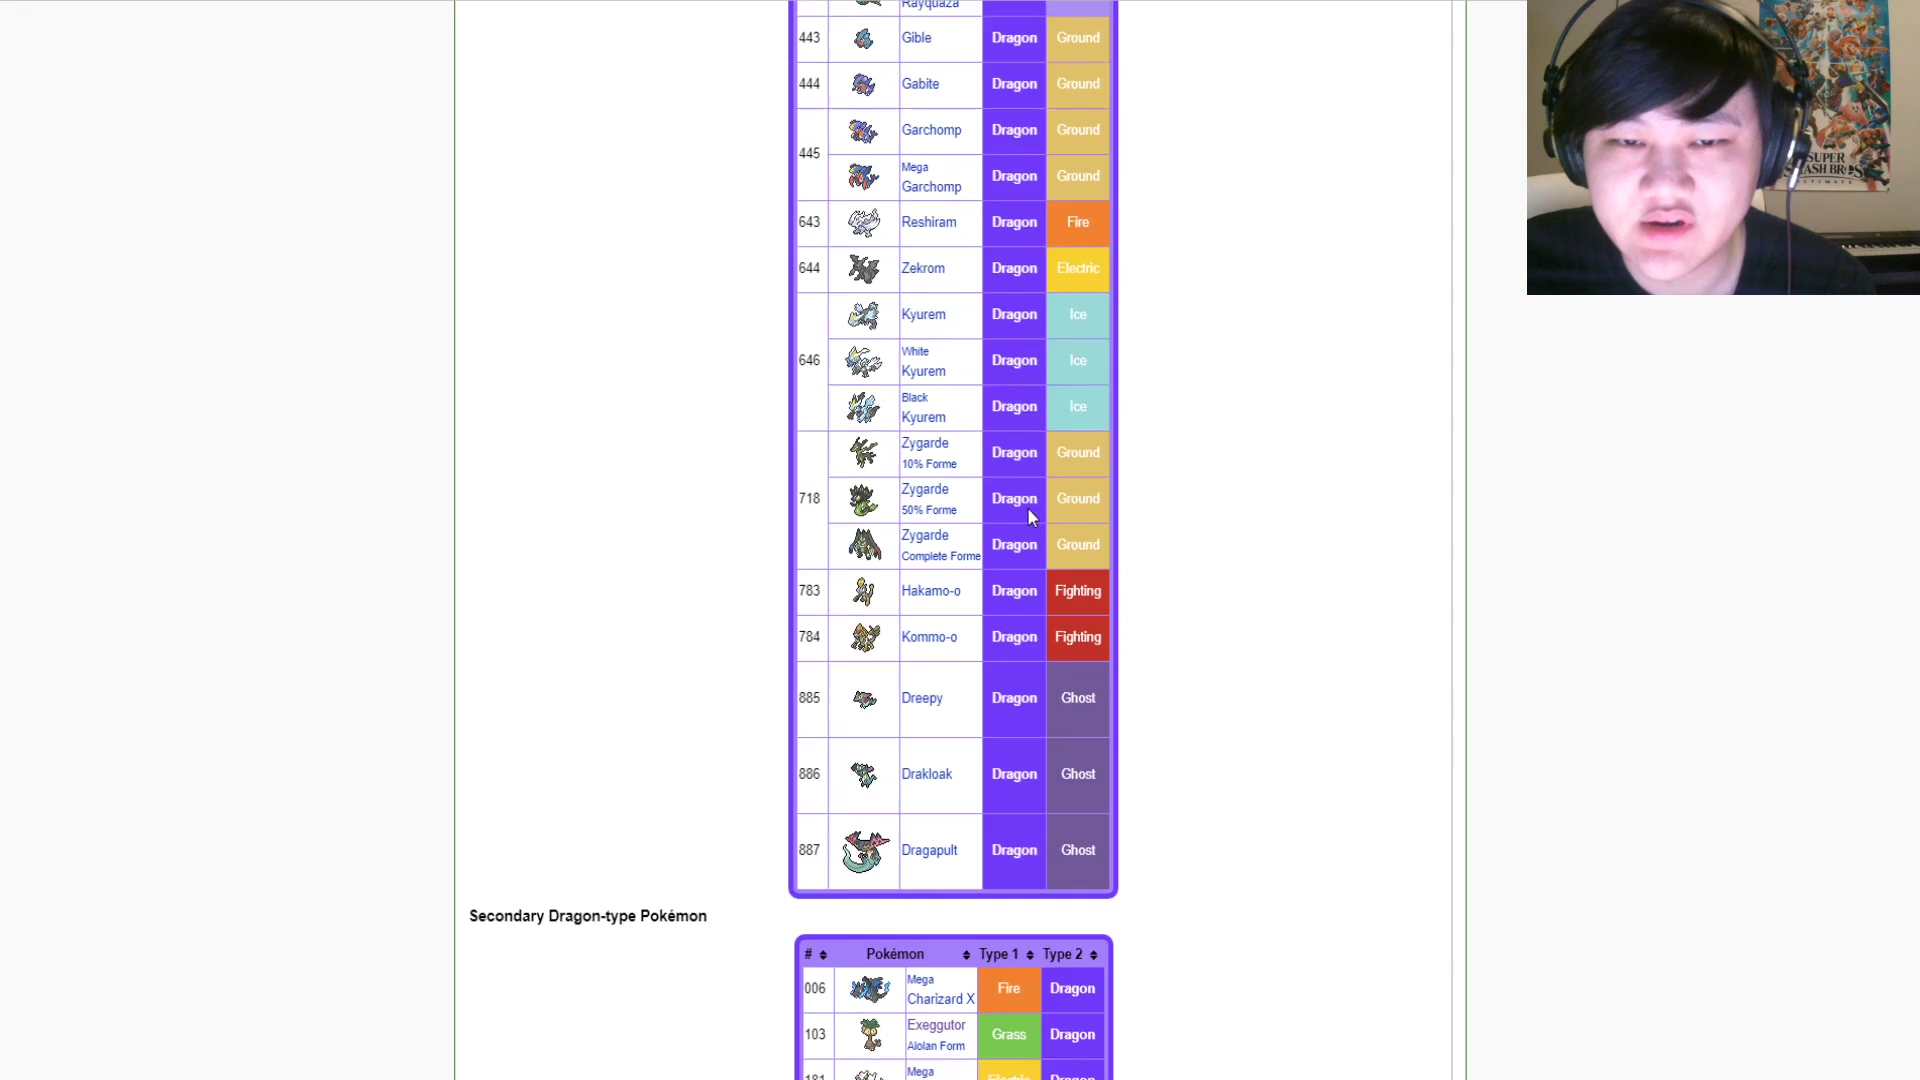 Rayquaza
443 Gible Dragon Ground
444 Gabite Dragon Ground
445 Garchomp Dragon Ground
Mega
Garchomp Dragon Ground
643 Reshiram Dragon Fire
644 Zekrom Dragon Electric
646 Kyurem Dragon Ice
White
Kyurem Dragon Ice
Black
Kyurem Dragon Ice
718 Zygarde
10% Forme Dragon Ground
Zygarde
50% Forme Dragon Ground
Zygarde
Complete Forme Dragon Ground
783 Hakamo-o Dragon Fighting
784 Kommo-o Dragon Fighting
885 Dreepy Dragon Ghost
886 Drakloak Dragon Ghost
887 Dragapult Dragon Ghost
Secondary Dragon-type Pokémon
# Pokémon Type 1 Type 2
006 Mega
Charizard X Fire Dragon
103 Exeggutor
Alolan Form Grass Dragon
181 Mega Electric Dragon
SUPER
SMASH BROS
ULTIMATE